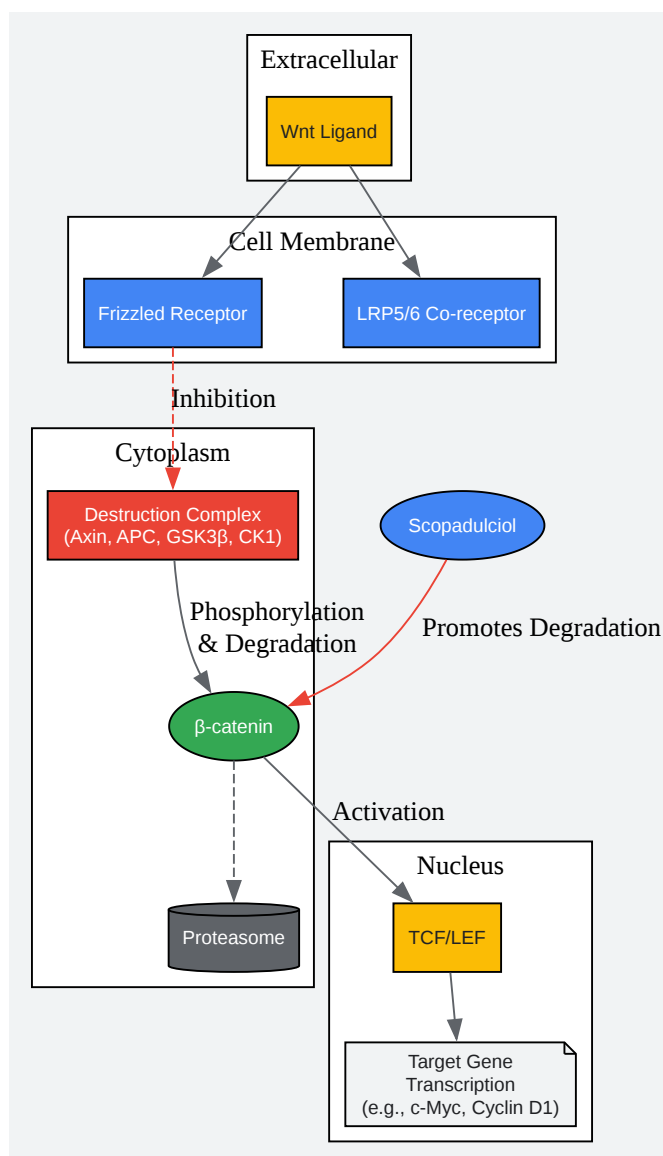 Extracellular
Wnt Ligand
Cell Membrane
Frizzled Receptor
LRP5/6 Co-receptor
Inhibition
Cytoplasm
Destruction Complex
(Axin, APC, GSK3β, CK1)
Scopadulciol
Phosphorylation
& Degradation
Promotes Degradation
β-catenin
Activation
Nucleus
Proteasome
TCF/LEF
Target Gene
Transcription
(e.g., c-Myc, Cyclin D1)